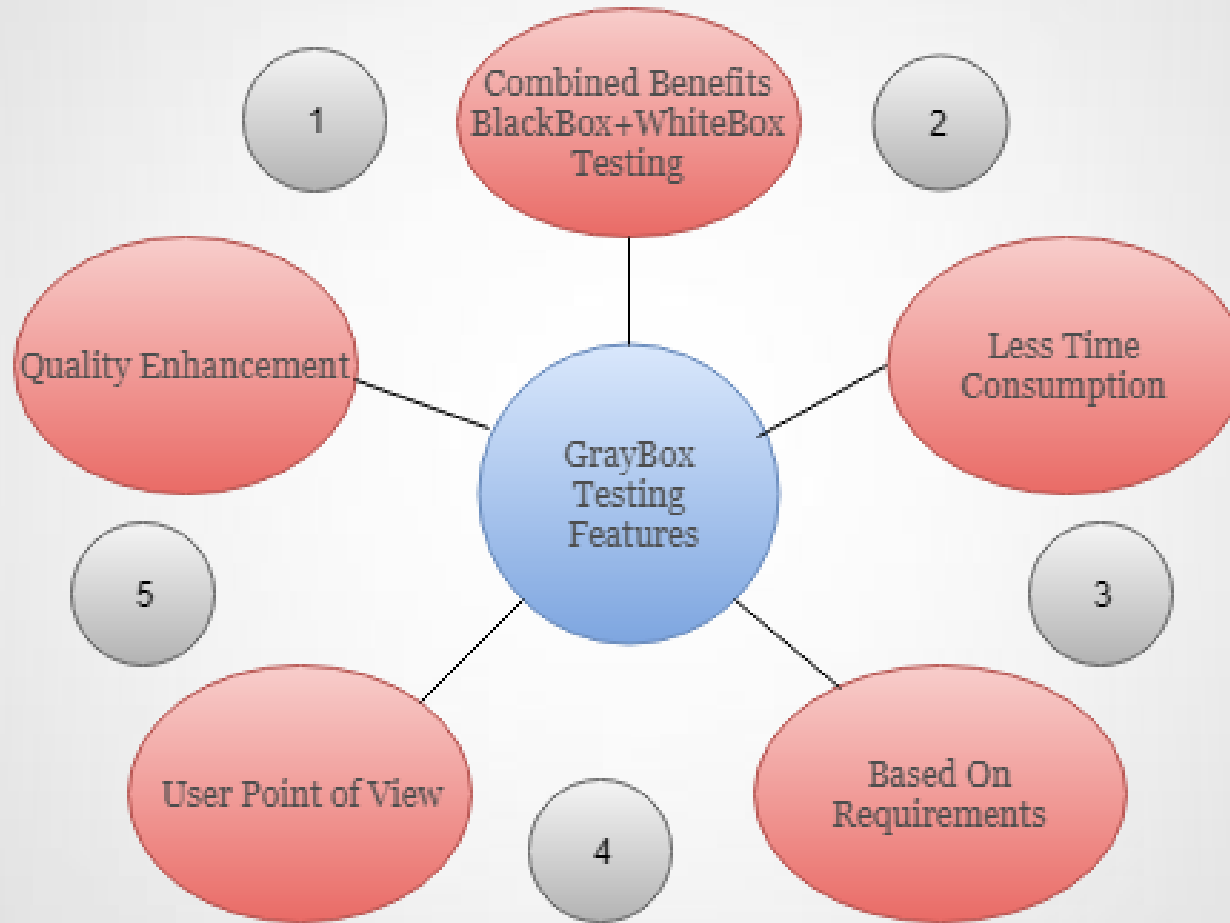 Combined Benefits
BlackBox+WhiteBox
Testing
1
2
Quality Enhancement
Less Time
Consumption
GrayBox
Testing
Features
5
3
User Point of View
Based On
Requirements
4